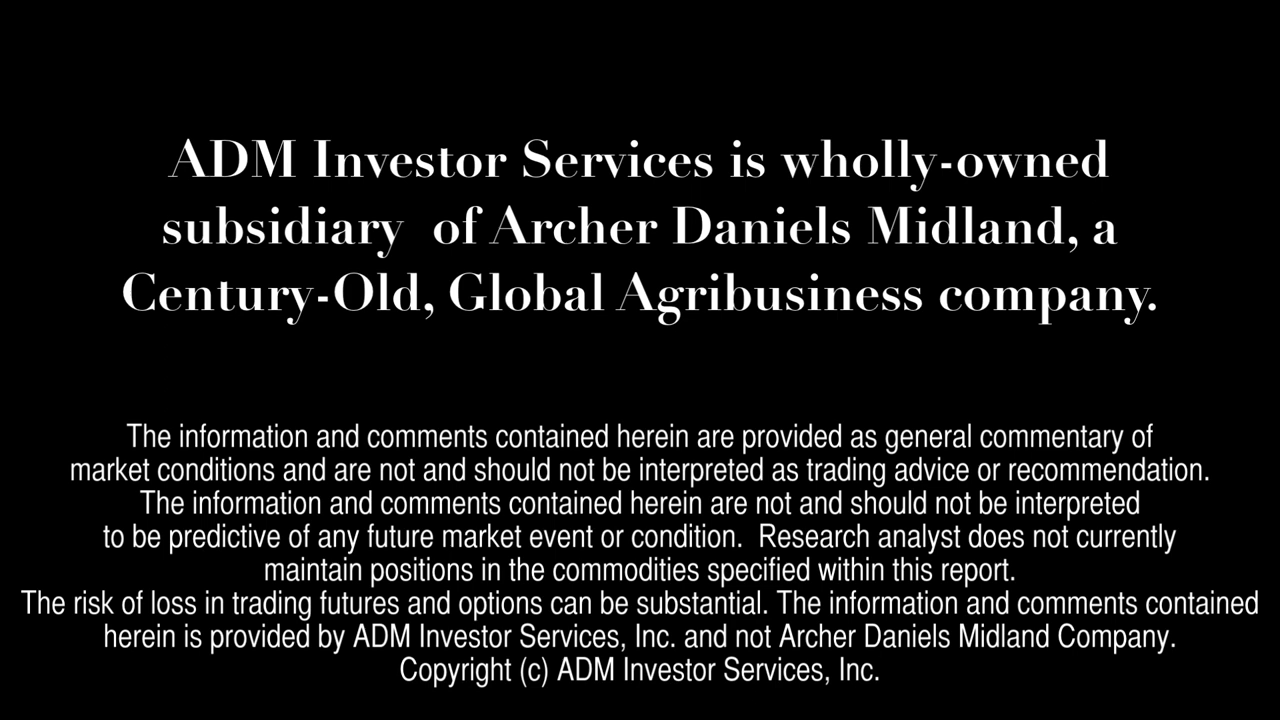 ADM Investor Services is wholly-owned
subsidiary  of Archer Daniels Midland, a
Century-Old, Global Agribusiness company.
The information and comments contained herein are provided as general commentary of
market conditions and are not and should not be interpreted as trading advice or recommendation.
The information and comments contained herein are not and should not be interpreted
to be predictive of any future market event or condition.  Research analyst does not currently
maintain positions in the commodities specified within this report.
The risk of loss in trading futures and options can be substantial. The information and comments contained
herein is provided by ADM Investor Services, Inc. and not Archer Daniels Midland Company.
Copyright (c) ADM Investor Services, Inc.